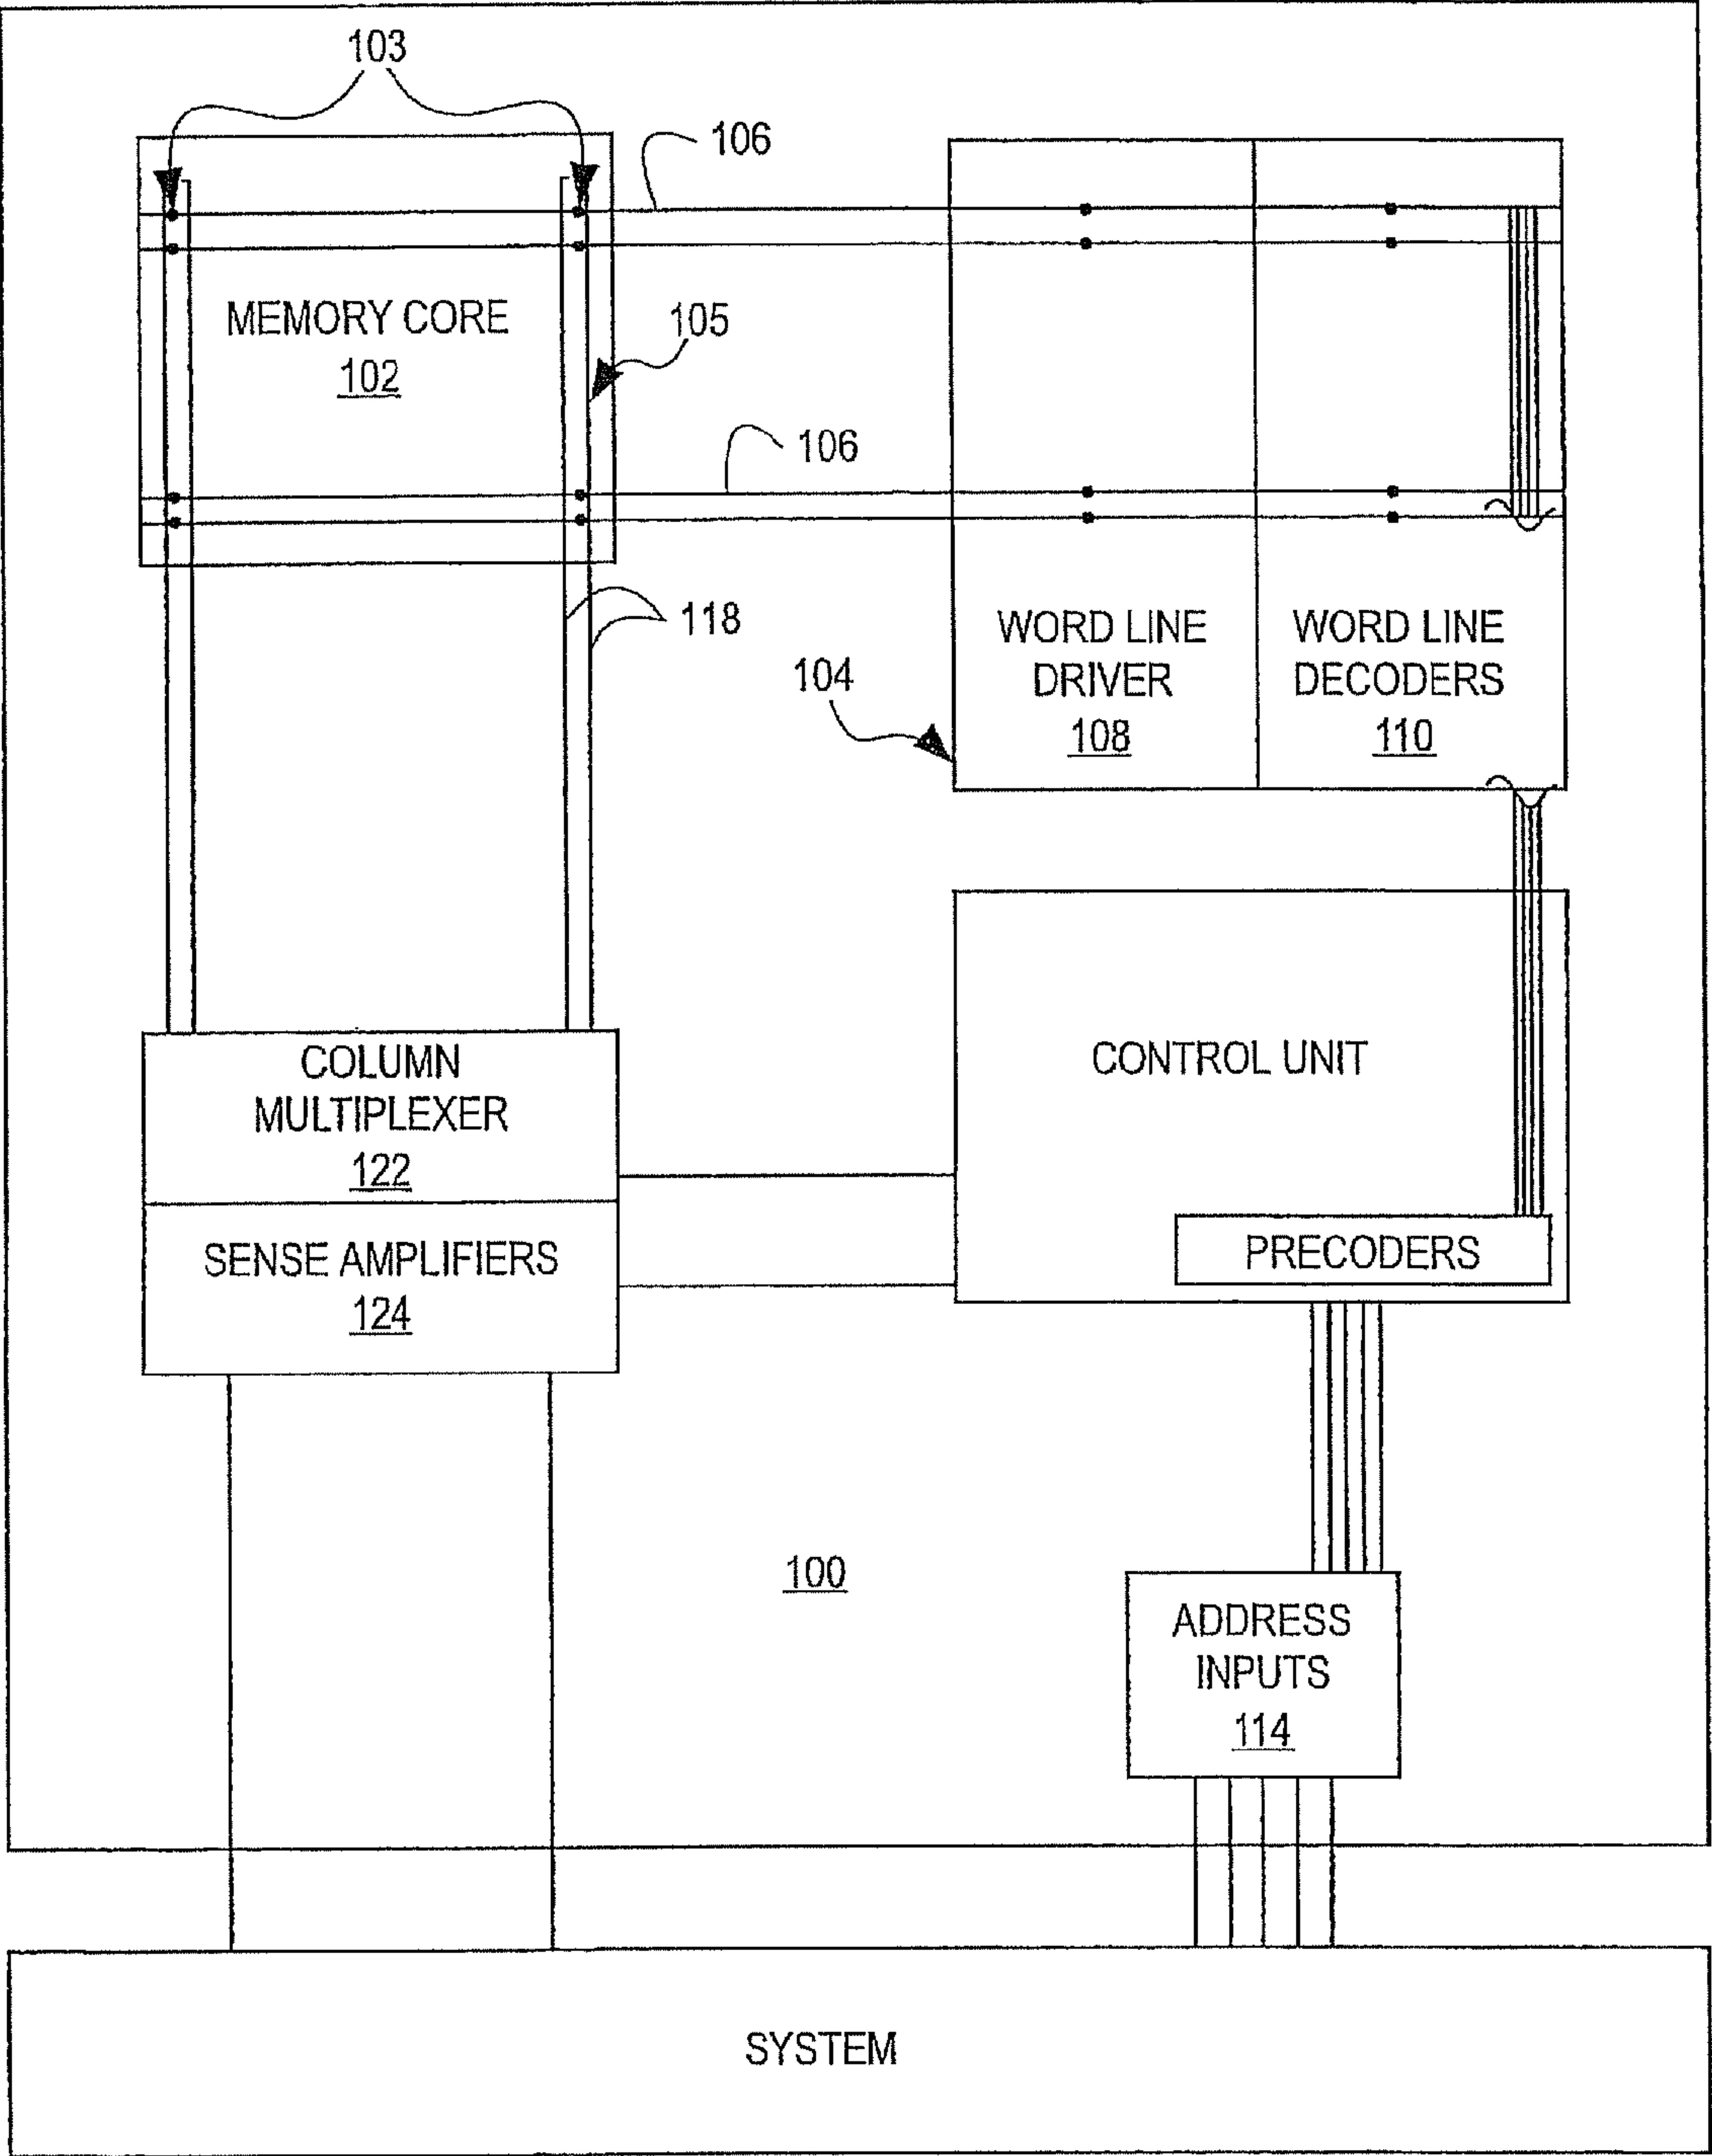 103
106
MEMORY CORE
102
105
106
118
WORD LINE
DRIVER
108
WORD LINE
DECODERS
110
104
CONTROL UNIT
COLUMN
MULTIPLEXER
122
PRECODERS
SENSE AMPLIFIERS
124
100
ADDRESS
INPUTS
114
SYSTEM